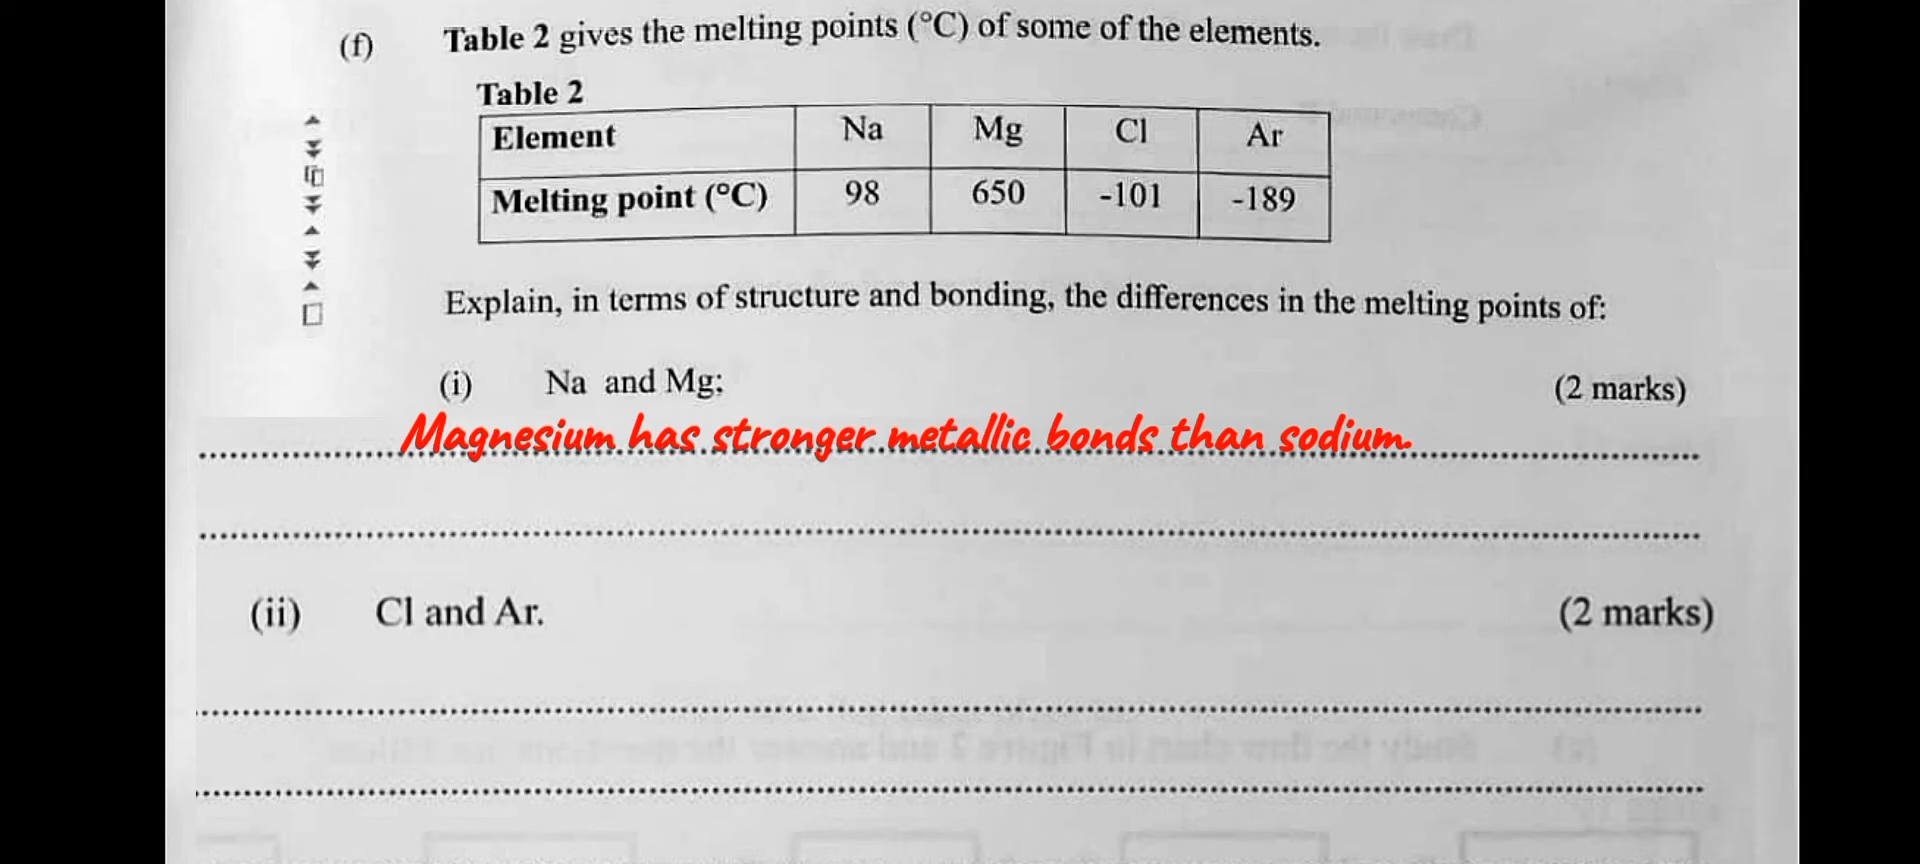 (f) Table 2 gives the melting points (°C) of some of the elements.
Table 2
Element Na Mg Cl Ar
Melting point (°C) 98 650 -101 -189
Explain, in terms of structure and bonding, the differences in the melting points of:
(i) Na and Mg; (2 marks)
Magnesium has stronger metallic bonds than sodium.
(ii) Cl and Ar. (2 marks)